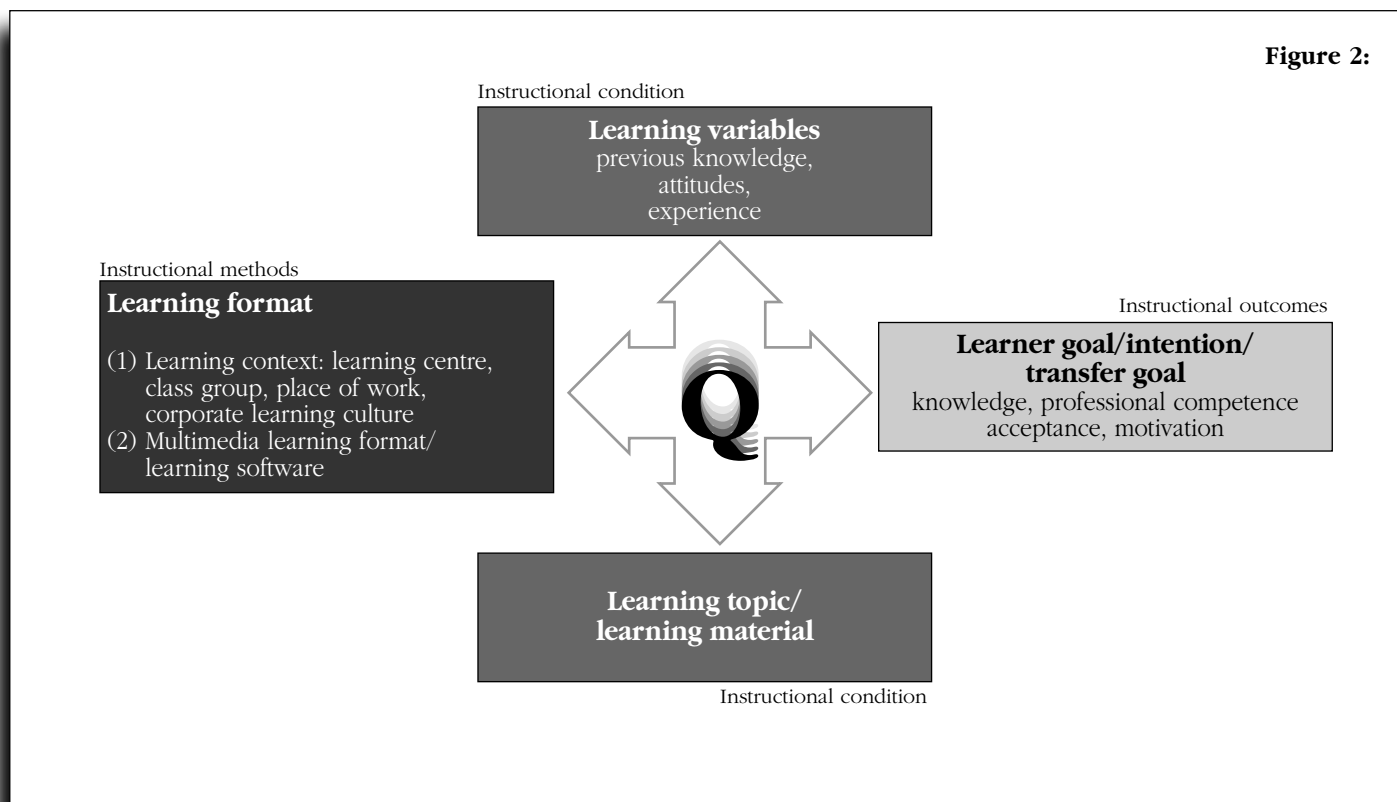 Figure 2:
Instructional condition
Learning variables
previous knowledge,
attitudes,
experience
Instructional methods
Learning format
(1) Learning context: learning centre,
class group, place of work,
corporate learning culture
(2) Multimedia learning format/
learning software
Q
Instructional outcomes
Learner goal/intention/
transfer goal
knowledge, professional competence
acceptance, motivation
Learning topic/
learning material
Instructional condition